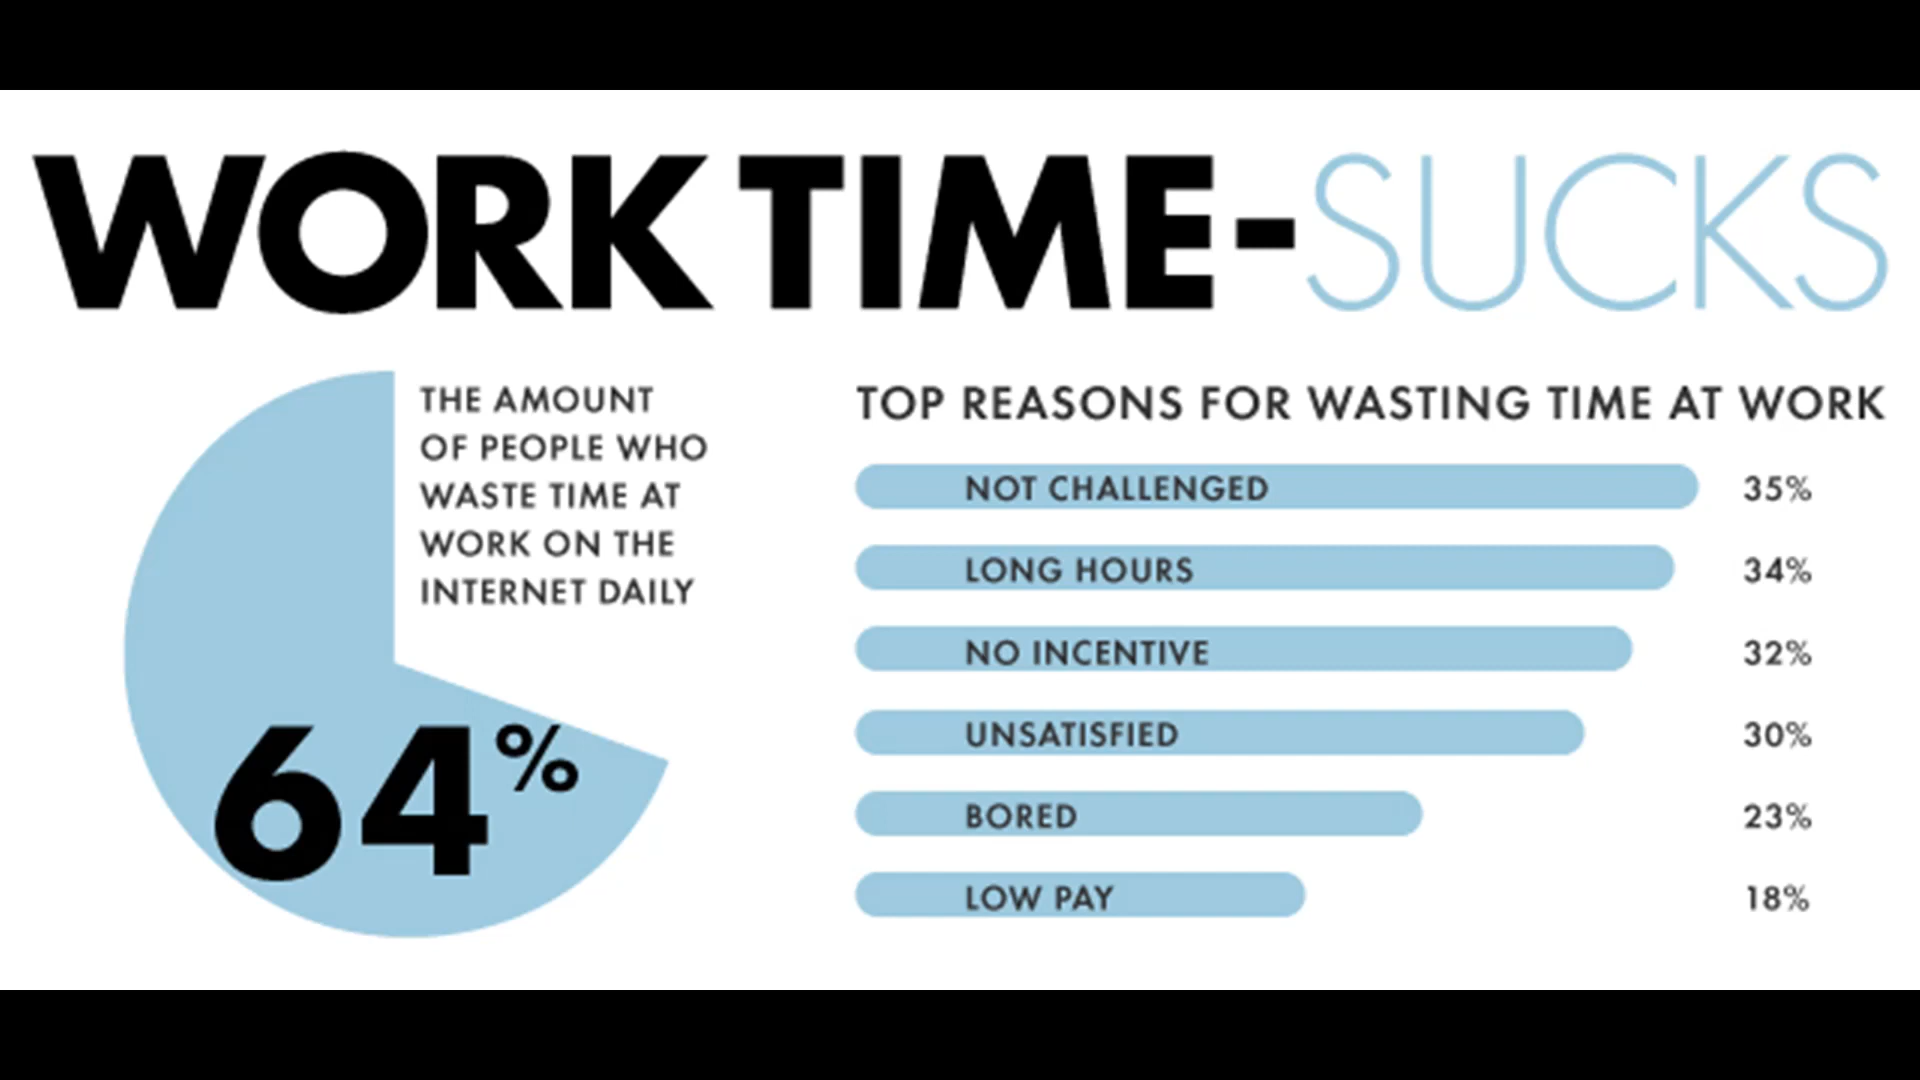 WORK TIME-SUCKS
THE AMOUNT
OF PEOPLE WHO
WASTE TIME AT
WORK ON THE
INTERNET DAILY
64%
TOP REASONS FOR WASTING TIME AT WORK
NOT CHALLENGED 35%
LONG HOURS 34%
NO INCENTIVE 32%
UNSATISFIED 30%
BORED 23%
LOW PAY 18%